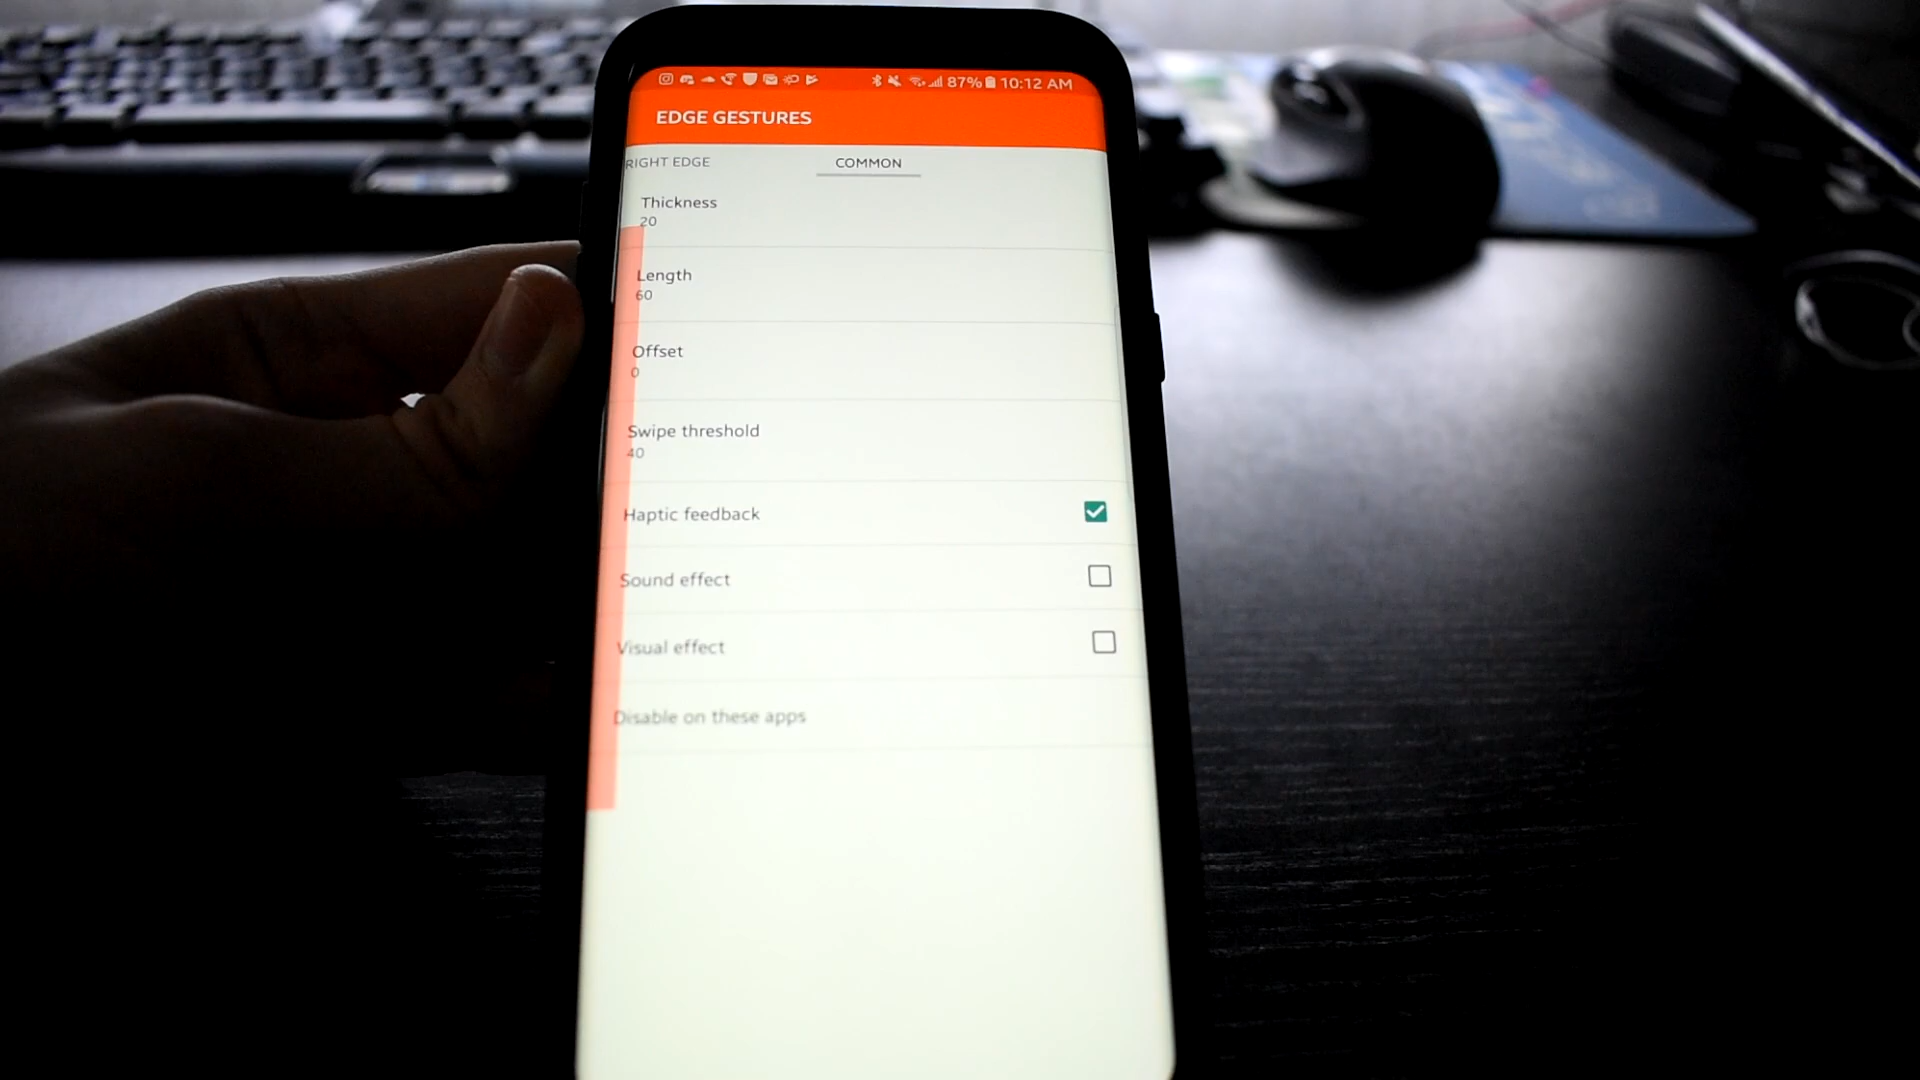 87% 10:12 AM
EDGE GESTURES
RIGHT EDGE COMMON
Thickness
20
Length
60
Offset
0
Swipe threshold
40
Haptic feedback
Sound effect
Visual effect
Disable on these apps